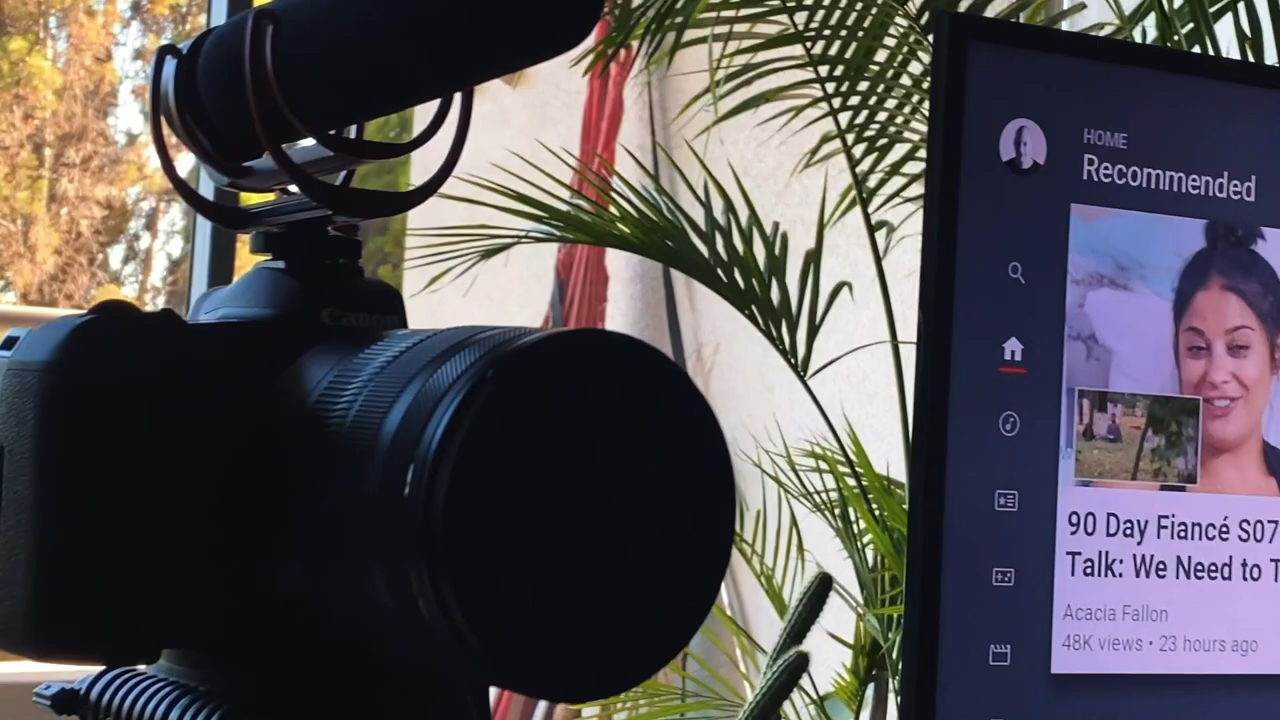 Canon
HOME
Recommended
90 Day Fiancé S07
Talk: We Need to T
Acacia Fallon
48K views • 23 hours ago